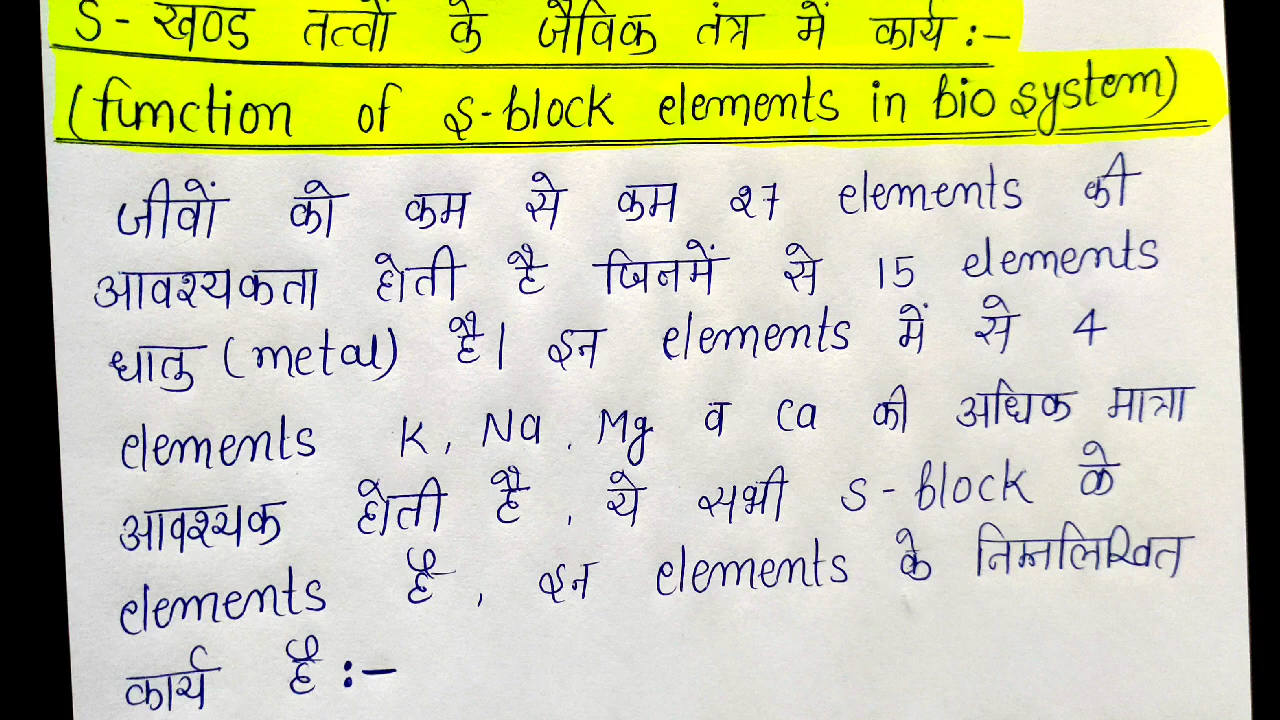 S-खण्ड तत्वों के जैविक तंत्र में कार्य :-
(function of s-block elements in bio system)
जीवों को कम से कम 27 elements की
आवश्यकता होती है जिनमें से 15 elements
धातु (metal) है। इन elements में से 4
elements K, Na, Mg व Ca की अधिक मात्रा
आवश्यक होती है, ये सभी S-block के
elements है, इन elements के निम्नलिखित
कार्य है :-